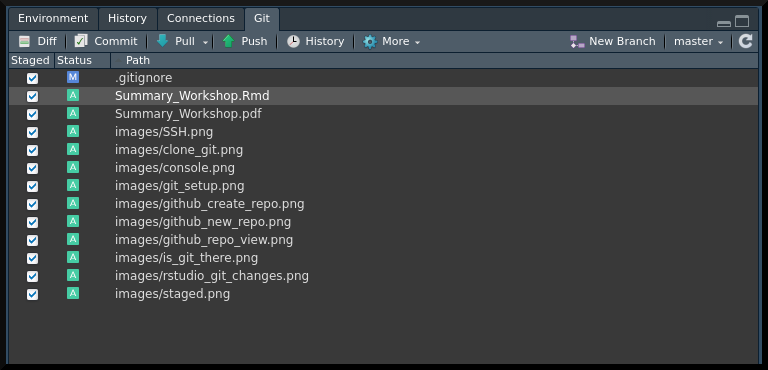 Environment History Connections Git
Diff Commit Pull Push History More New Branch master
Staged Status Path
M .gitignore
A Summary_Workshop.Rmd
A Summary_Workshop.pdf
A images/SSH.png
A images/clone_git.png
A images/console.png
A images/git_setup.png
A images/github_create_repo.png
A images/github_new_repo.png
A images/github_repo_view.png
A images/is_git_there.png
A images/rstudio_git_changes.png
A images/staged.png